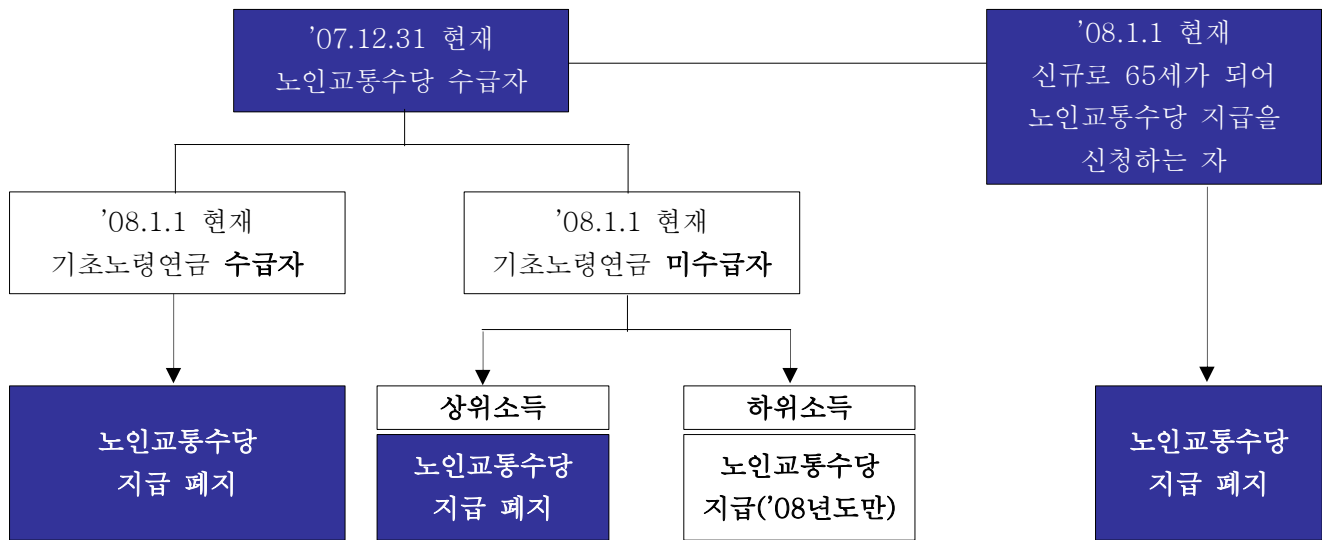 ’07.12.31 현재
노인교통수당 수급자
’08.1.1 현재
신규로 65세가 되어
노인교통수당 지급을
신청하는 자
’08.1.1 현재
기초노령연금 수급자
’08.1.1 현재
기초노령연금 미수급자
노인교통수당
지급 폐지
상위소득
노인교통수당
지급 폐지
하위소득
노인교통수당
지급(’08년도만)
노인교통수당
지급 폐지